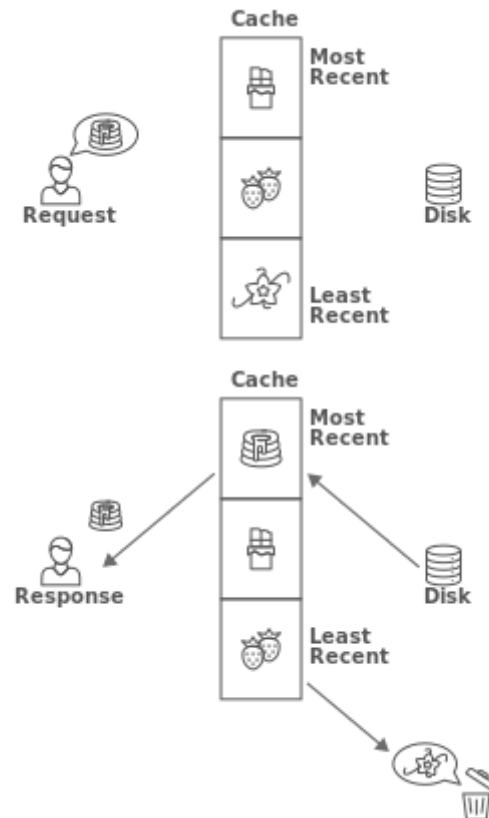 Cache
Most
Recent
Request
Disk
Least
Recent
Cache
Most
Recent
Response
Disk
Least
Recent